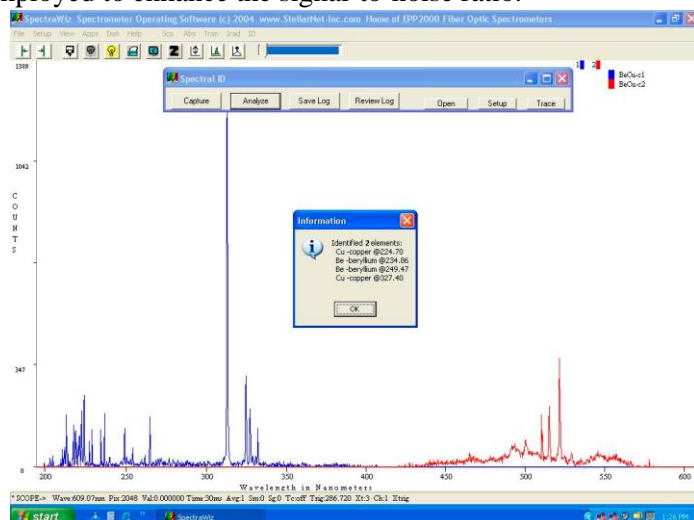 mployed to enhance the signal-to-noise ratio.
SpectraWiz Spectrometer Operating Software (c) 2004 www.StellarNet-Inc.com Home of EPP2000 Fiber Optic Spectrometers
File Setup View Apps Disk Help Scp Abs Tran Irad ID
1389
1 2
BeCu-c1
BeCu-c2
Spectral ID
Capture Analyze Save Log Review Log Open Setup Trace
1042
COUNTS
Information
Identified 2 elements:
Cu -copper @224.70
Be -beryllium @234.86
Be -beryllium @249.47
Cu -copper @327.40
OK
347
0
200 250 300 350 400 450 500 550 600
Wavelength in Nanometers
*SCOPE-> Wave:609.07nm Pix:2048 Val:0.000000 Time:30ms Avg:1 Sm:0 Sg:0 Tc:off Trig:286.720 Xt:3 Ch:1 Xtrig
start SpectraWiz 1:26 PM